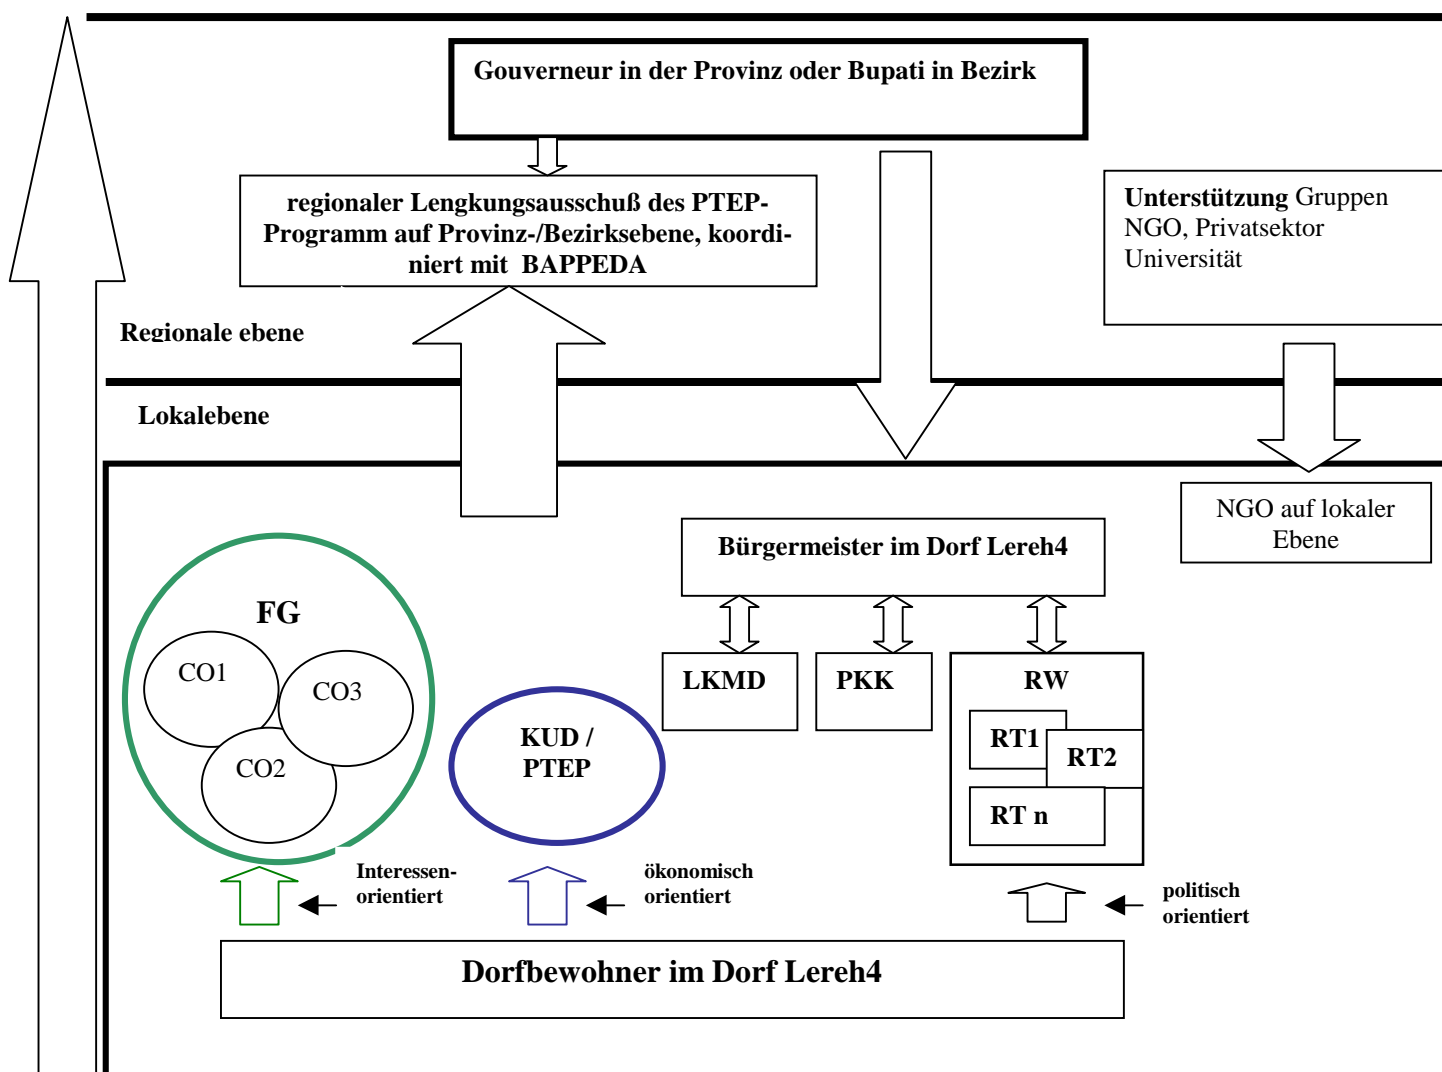 Gouverneur in der Provinz oder Bupati in Bezirk
regionaler Lengkungsausschuß des PTEP-
Programm auf Provinz-/Bezirksebene, koordi-
niert mit BAPPEDA
Unterstützung Gruppen
NGO, Privatsektor
Universität
Regionale ebene
Lokalebene
NGO auf lokaler
Ebene
Bürgermeister im Dorf Lereh4
FG
CO1
CO3
CO2
KUD /
PTEP
LKMD
PKK
RW
RT1
RT2
RT n
Interessen-
orientiert
ökonomisch
orientiert
politisch
orientiert
Dorfbewohner im Dorf Lereh4